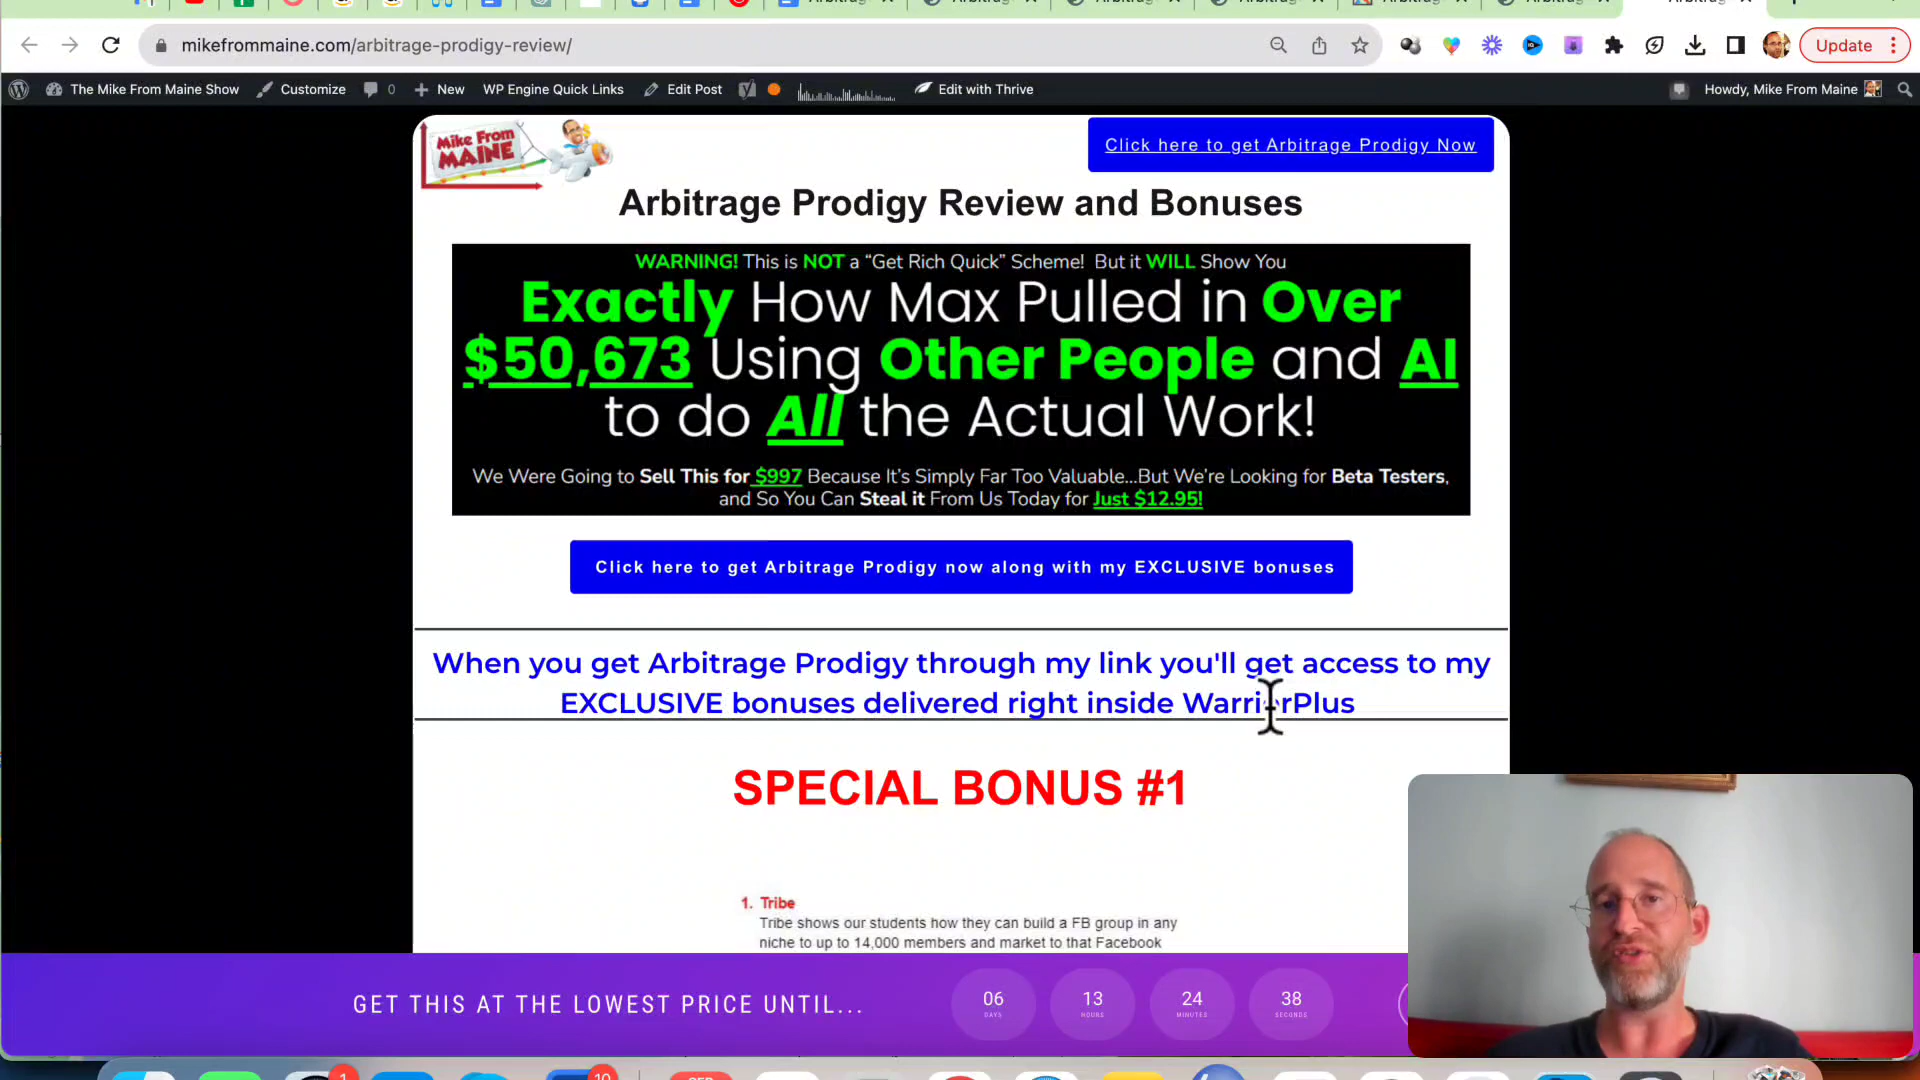 mikefrommaine.com/arbitrage-prodigy-review/
Update
The Mike From Maine Show
Customize
0
New
WP Engine Quick Links
Edit Post
Edit with Thrive
Howdy, Mike From Maine
Mike From
MAINE
Click here to get Arbitrage Prodigy Now
Arbitrage Prodigy Review and Bonuses
WARNING! This is NOT a “Get Rich Quick” Scheme! But it WILL Show You
Exactly How Max Pulled in Over
$50,673 Using Other People and AI
to do All the Actual Work!
We Were Going to Sell This for $997 Because It’s Simply Far Too Valuable...But We’re Looking for Beta Testers,
and So You Can Steal it From Us Today for Just $12.95!
Click here to get Arbitrage Prodigy now along with my EXCLUSIVE bonuses
When you get Arbitrage Prodigy through my link you'll get access to my
EXCLUSIVE bonuses delivered right inside WarriorPlus
SPECIAL BONUS #1
1. Tribe
Tribe shows our students how they can build a FB group in any
niche to up to 14,000 members and market to that Facebook
GET THIS AT THE LOWEST PRICE UNTIL...
06 13 24 38
DAYS HOURS MINUTES SECONDS
1
10
SEP